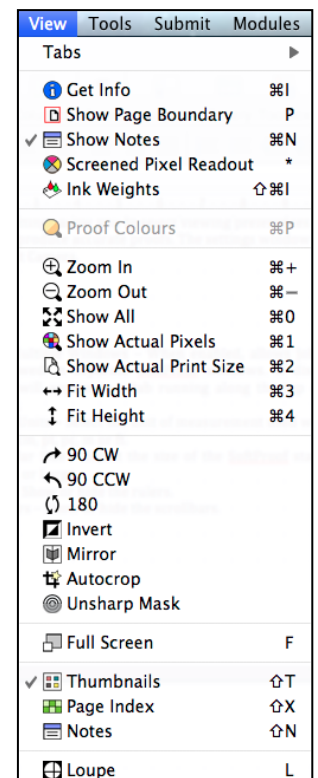 View Tools Submit Modules
Tabs ▶
Get Info ⌘I
Show Page Boundary P
✓ Show Notes ⌘N
Screened Pixel Readout *
Ink Weights ⇧⌘I
Proof Colours ⌘P
Zoom In ⌘+
Zoom Out ⌘−
Show All ⌘0
Show Actual Pixels ⌘1
Show Actual Print Size ⌘2
Fit Width ⌘3
Fit Height ⌘4
90 CW
90 CCW
180
Invert
Mirror
Autocrop
Unsharp Mask
Full Screen F
✓ Thumbnails ⇧T
Page Index ⇧X
Notes ⇧N
Loupe L